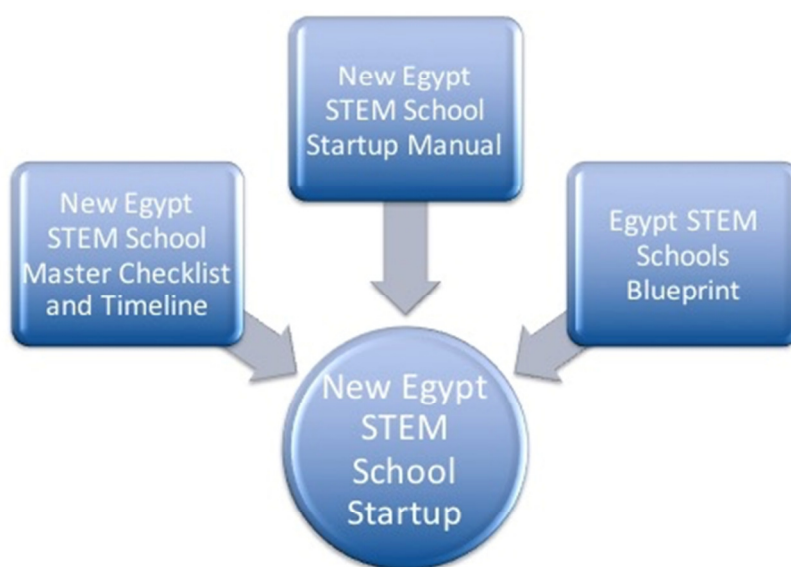 New Egypt
STEM School
Startup Manual
New Egypt
STEM School
Master Checklist
and Timeline
Egypt STEM
Schools
Blueprint
New Egypt
STEM
School
Startup